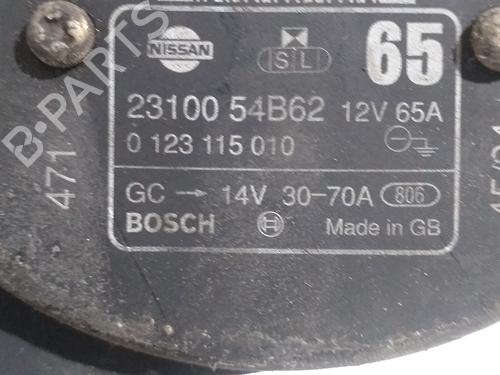 NISSAN
S L
65
23100 54B62 12V 65A
0 123 115 010
GC → 14V 30-70A 806
BOSCH Made in GB
471